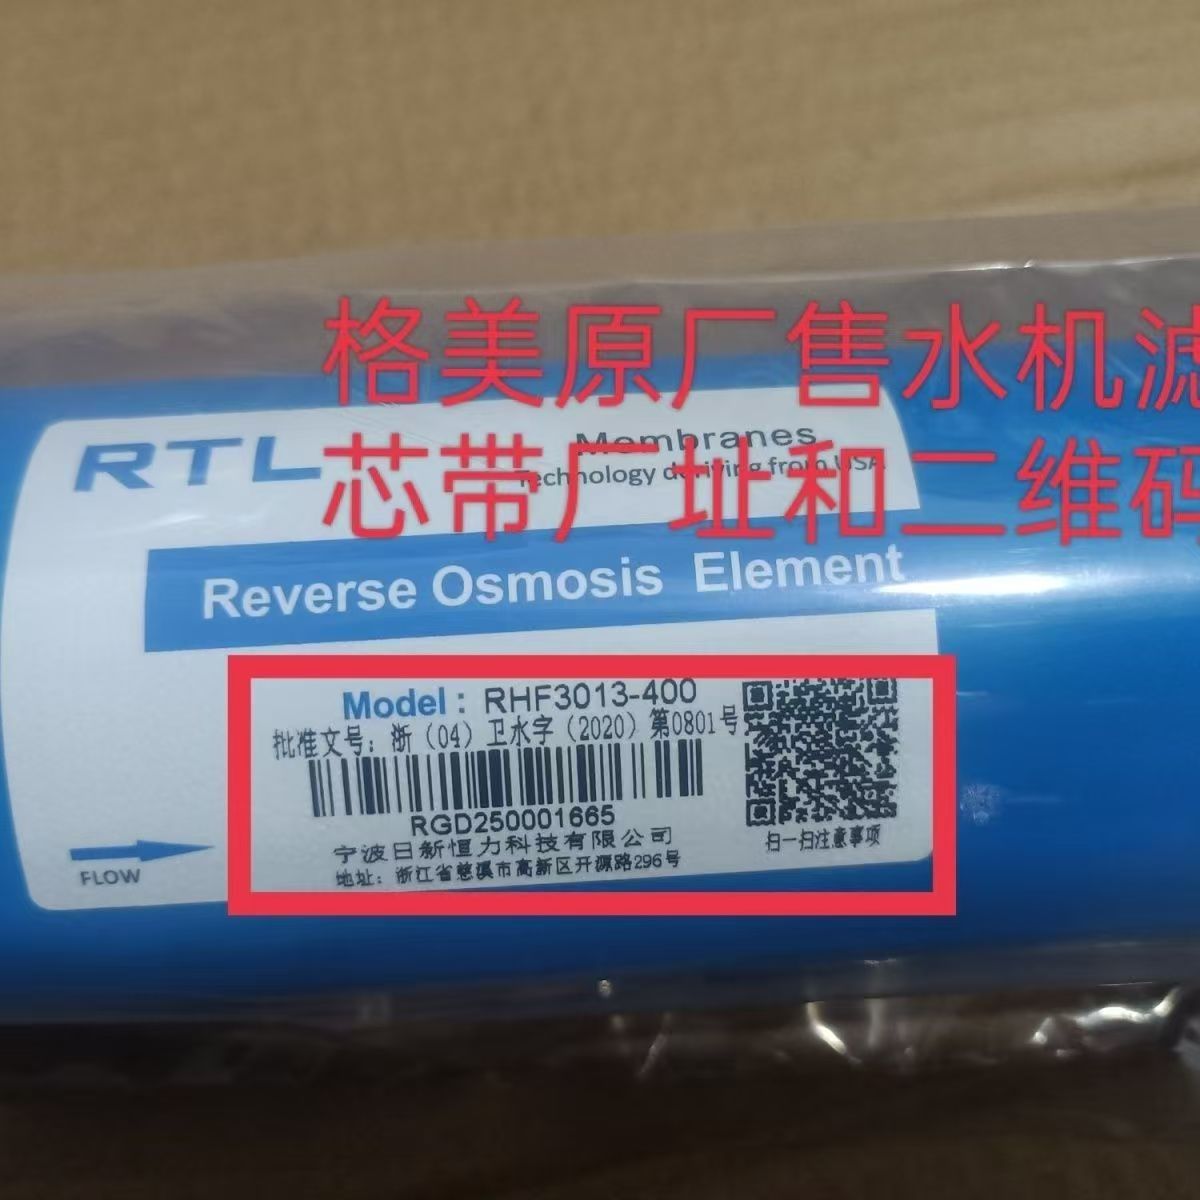 格美原厂售水机滤
芯带厂址和二维码
RTL
Membranes
Technology deriving from USA
Reverse Osmosis Element
Model：RHF3013-400
批准文号：浙（04）卫水字（2020）第0801号
RGD250001665
宁波日新恒力科技有限公司
地址：浙江省慈溪市高新区开源路296号
扫一扫注意事项
FLOW